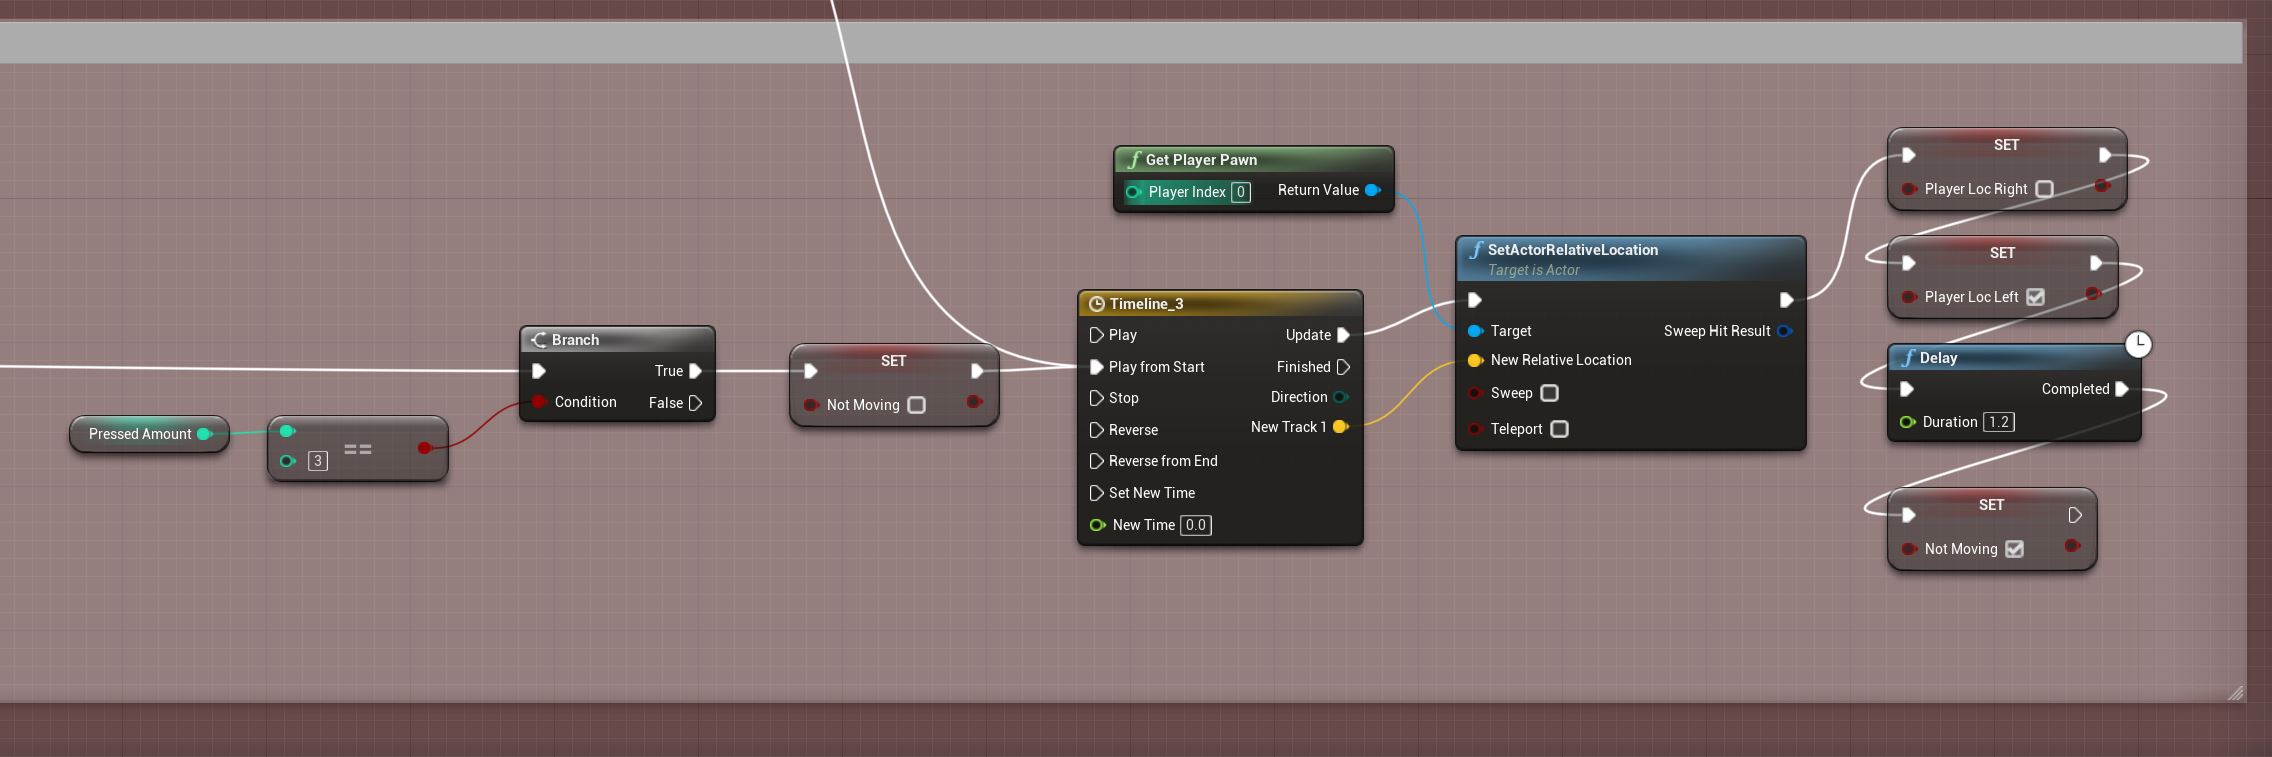 Pressed Amount
3
==
Branch
True
Condition
False
SET
Not Moving
Timeline_3
Play
Update
Play from Start
Finished
Stop
Direction
Reverse
New Track 1
Reverse from End
Set New Time
New Time 0.0
f Get Player Pawn
Player Index 0
Return Value
f SetActorRelativeLocation
Target is Actor
Target
Sweep Hit Result
New Relative Location
Sweep
Teleport
SET
Player Loc Right
SET
Player Loc Left
f Delay
Completed
Duration 1.2
SET
Not Moving